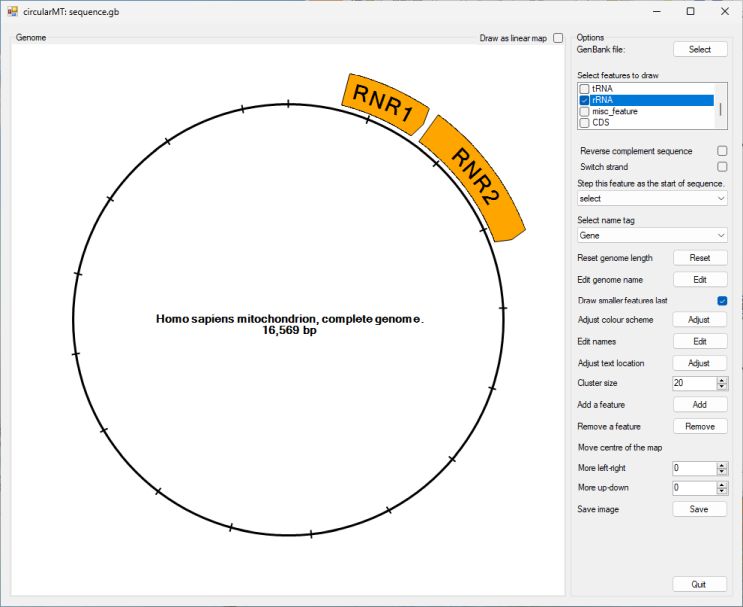 circularMT: sequence.gb
Genome
Draw as linear map
RNR1
RNR2
Homo sapiens mitochondrion, complete genome.
16,569 bp
Options
GenBank file:
Select
Select features to draw
tRNA
rRNA
misc_feature
CDS
Reverse complement sequence
Switch strand
Step this feature as the start of sequence.
select
Select name tag
Gene
Reset genome length
Reset
Edit genome name
Edit
Draw smaller features last
Adjust colour scheme
Adjust
Edit names
Edit
Adjust text location
Adjust
Cluster size
20
Add a feature
Add
Remove a feature
Remove
Move centre of the map
More left-right
0
More up-down
0
Save image
Save
Quit